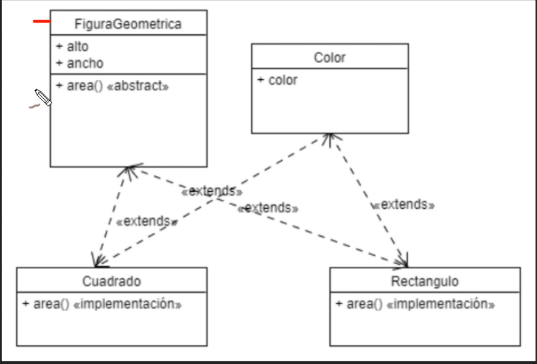 FiguraGeometrica
+ alto
+ ancho
+ area() «abstract»
Color
+ color
«extends»
«extends»
«extends»
«extends»
Cuadrado
+ area() «implementación»
Rectangulo
+ area() «implementación»